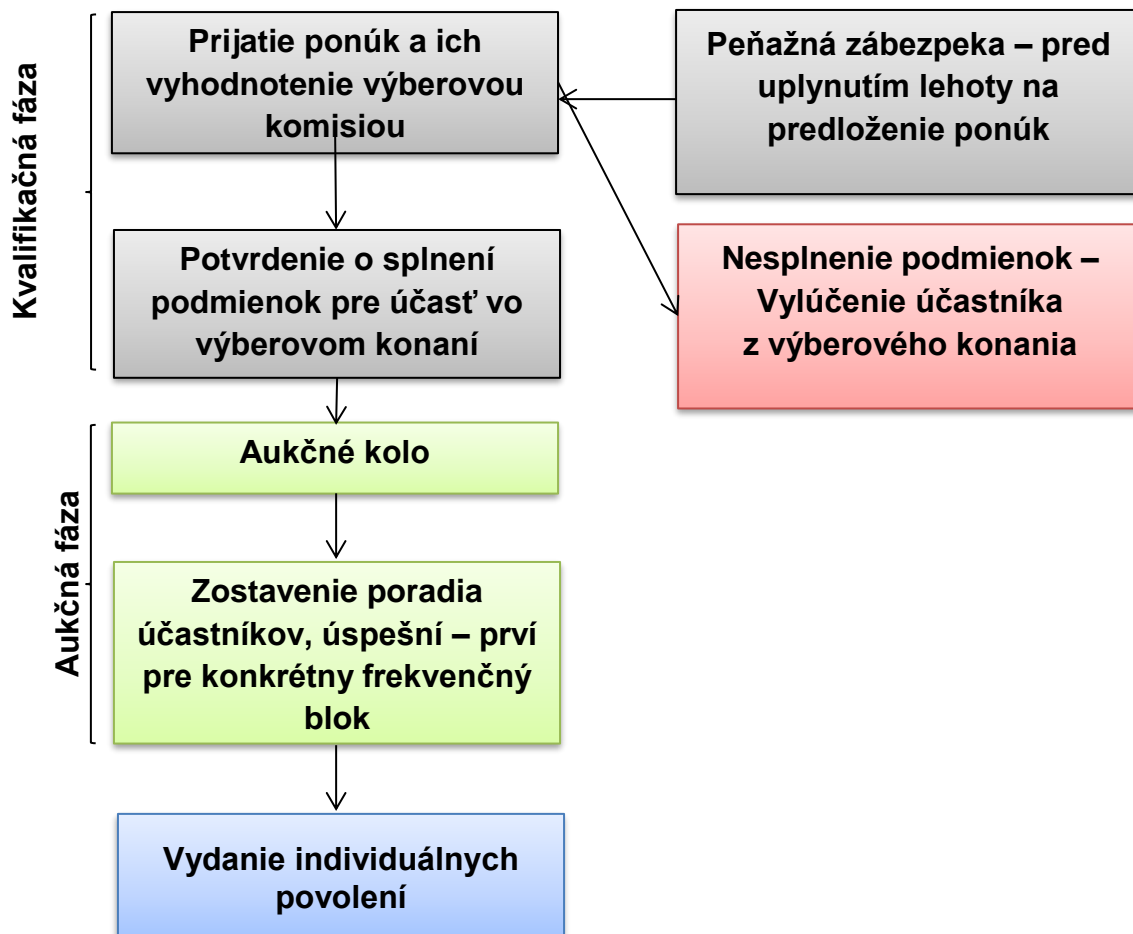 Kvalifikačná fáza
Prijatie ponúk a ich
vyhodnotenie výberovou
komisiou
Peňažná zábezpeka – pred
uplynutím lehoty na
predloženie ponúk
Potvrdenie o splnení
podmienok pre účasť vo
výberovom konaní
Nesplnenie podmienok –
Vylúčenie účastníka
z výberového konania
Aukčná fáza
Aukčné kolo
Zostavenie poradia
účastníkov, úspešní – prví
pre konkrétny frekvenčný
blok
Vydanie individuálnych
povolení